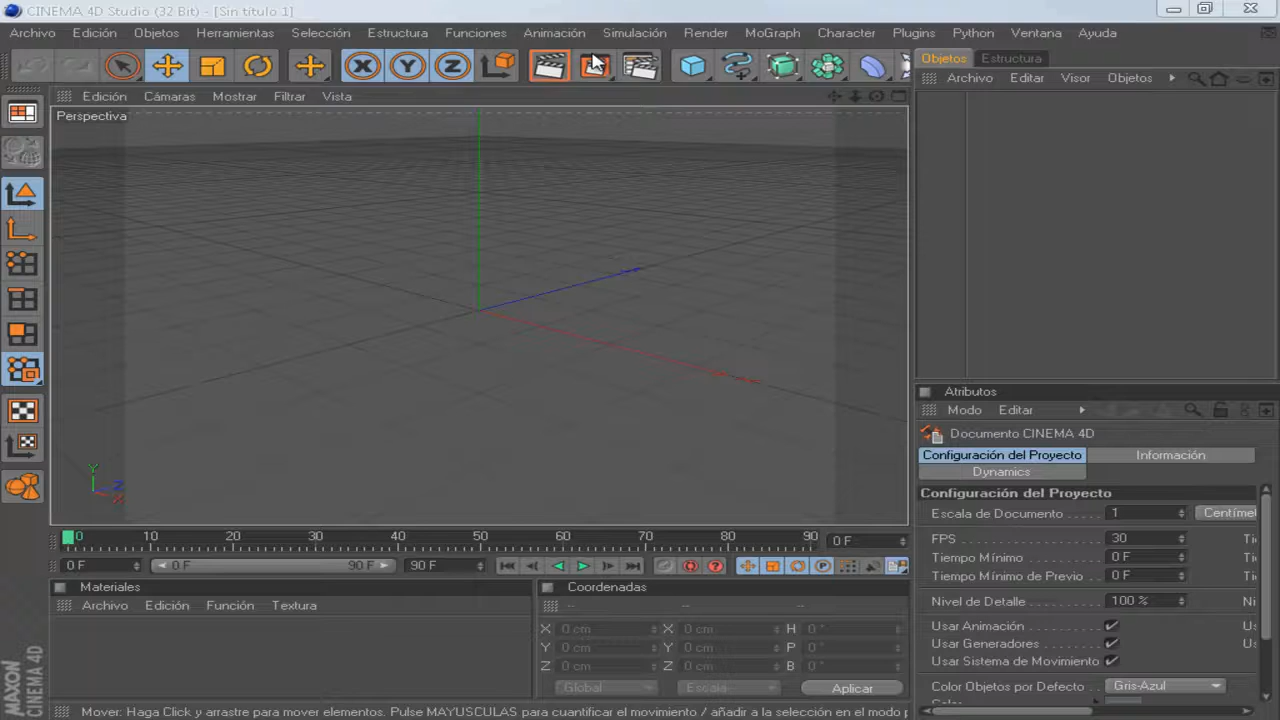 CINEMA 4D Studio (32 Bit) - [Sin título 1]
Archivo Edición Objetos Herramientas Selección Estructura Funciones Animación Simulación Render MoGraph Character Plugins Python Ventana Ayuda
X Y Z
Objetos Estructura
Archivo Editar Visor Objetos
Edición Cámaras Mostrar Filtrar Vista
Perspectiva
Y
Z
X
Atributos
Modo Editar
Documento CINEMA 4D
Configuración del Proyecto Información
Dynamics
Configuración del Proyecto
Escala de Documento 1 Centímel
FPS 30 Tie
Tiempo Mínimo 0 F Tie
Tiempo Mínimo de Previo 0 F Tie
Nivel de Detalle 100 % Ni
Usar Animación Us
Usar Generadores Us
Usar Sistema de Movimiento
Color Objetos por Defecto Gris-Azul
0 10 20 30 40 50 60 70 80 90 0 F
0 F 0 F 90 F 90 F
Materiales
Archivo Edición Función Textura
Coordenadas
-- -- --
X 0 cm X 0 cm H 0 °
Y 0 cm Y 0 cm P 0 °
Z 0 cm Z 0 cm B 0 °
Global Escala Aplicar
MAXON
CINEMA 4D
Mover: Haga Click y arrastre para mover elementos. Pulse MAYUSCULAS para cuantificar el movimiento / añadir a la selección en el modo p